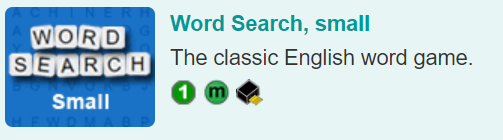 WORD
SEARCH
Small
Word Search, small
The classic English word game.
1 m